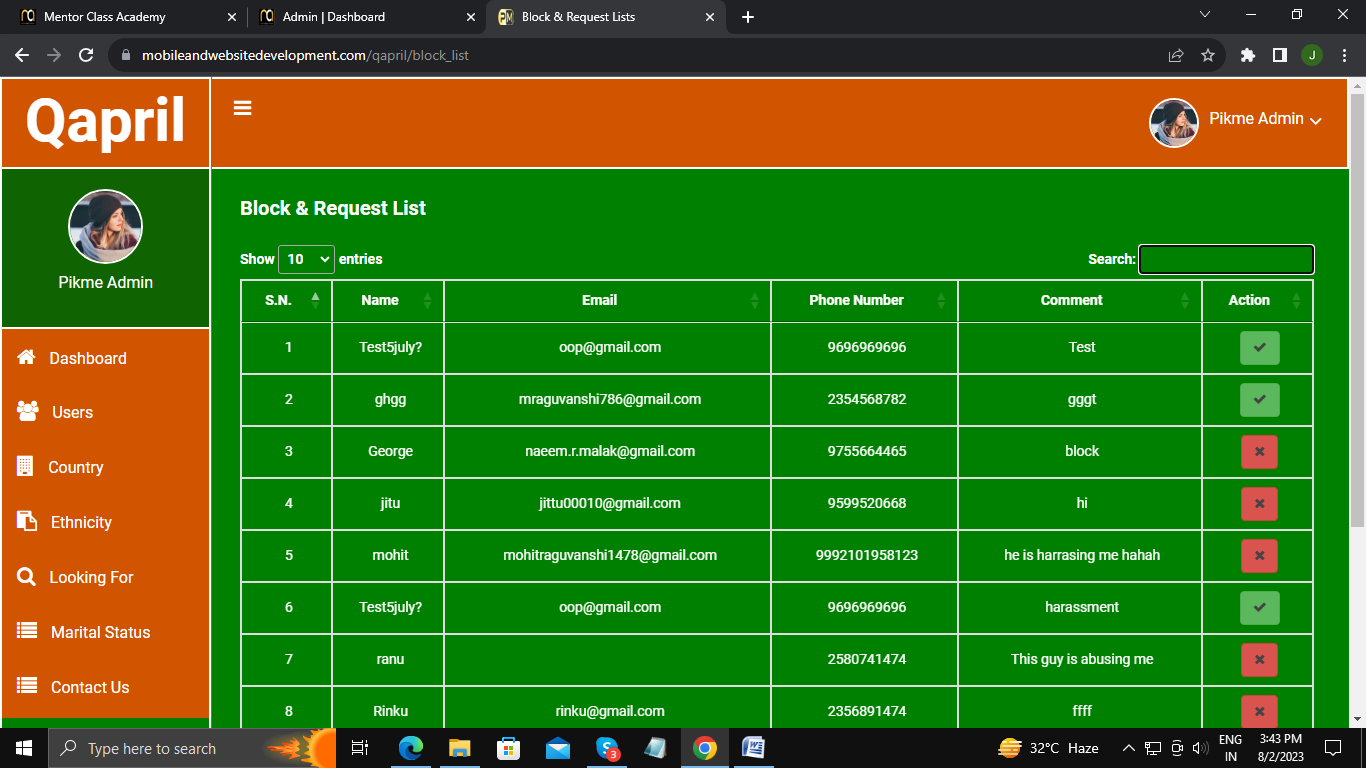 Mentor Class Academy
Admin | Dashboard
Block & Request Lists
mobileandwebsitedevelopment.com/qapril/block_list
J
Qapril
Pikme Admin
Pikme Admin
Dashboard
Users
Country
Ethnicity
Looking For
Marital Status
Contact Us
Block & Request List
Show 10 entries
Search:
S.N. Name Email Phone Number Comment Action
1 Test5july? oop@gmail.com 9696969696 Test
2 ghgg mraguvanshi786@gmail.com 2354568782 gggt
3 George naeem.r.malak@gmail.com 9755664465 block
4 jitu jittu00010@gmail.com 9599520668 hi
5 mohit mohitraguvanshi1478@gmail.com 9992101958123 he is harrasing me hahah
6 Test5july? oop@gmail.com 9696969696 harassment
7 ranu 2580741474 This guy is abusing me
8 Rinku rinku@gmail.com 2356891474 ffff
Type here to search
3
32°C Haze
ENG
IN
3:43 PM
8/2/2023